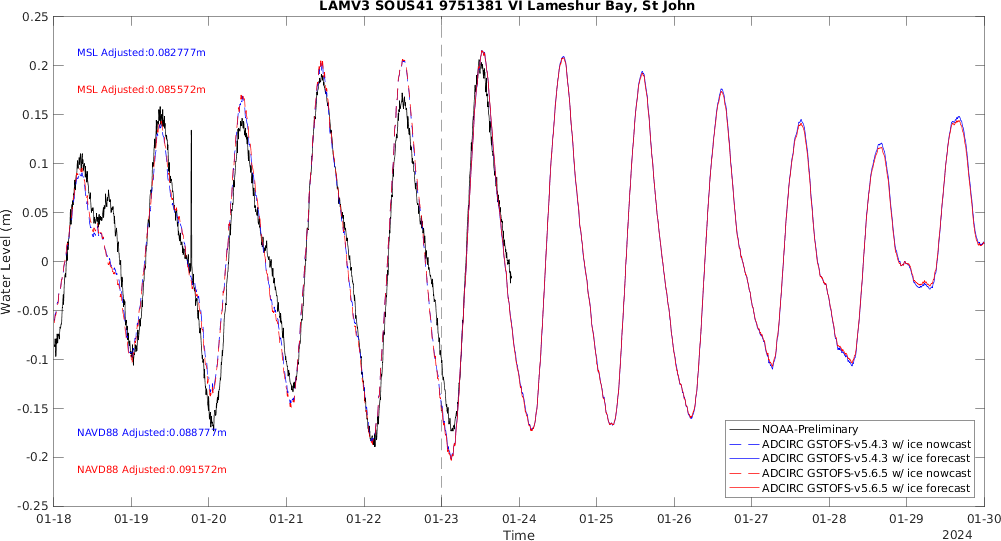 LAMV3 SOUS41 9751381 VI Lameshur Bay, St John
0.25
0.2
0.15
0.1
0.05
0
-0.05
-0.1
-0.15
-0.2
-0.25
Water Level (m)
MSL Adjusted:0.082777m
MSL Adjusted:0.085572m
NAVD88 Adjusted:0.088777m
NAVD88 Adjusted:0.091572m
NOAA-Preliminary
ADCIRC GSTOFS-v5.4.3 w/ ice nowcast
ADCIRC GSTOFS-v5.4.3 w/ ice forecast
ADCIRC GSTOFS-v5.6.5 w/ ice nowcast
ADCIRC GSTOFS-v5.6.5 w/ ice forecast
01-18 01-19 01-20 01-21 01-22 01-23 01-24 01-25 01-26 01-27 01-28 01-29 01-30
Time
2024